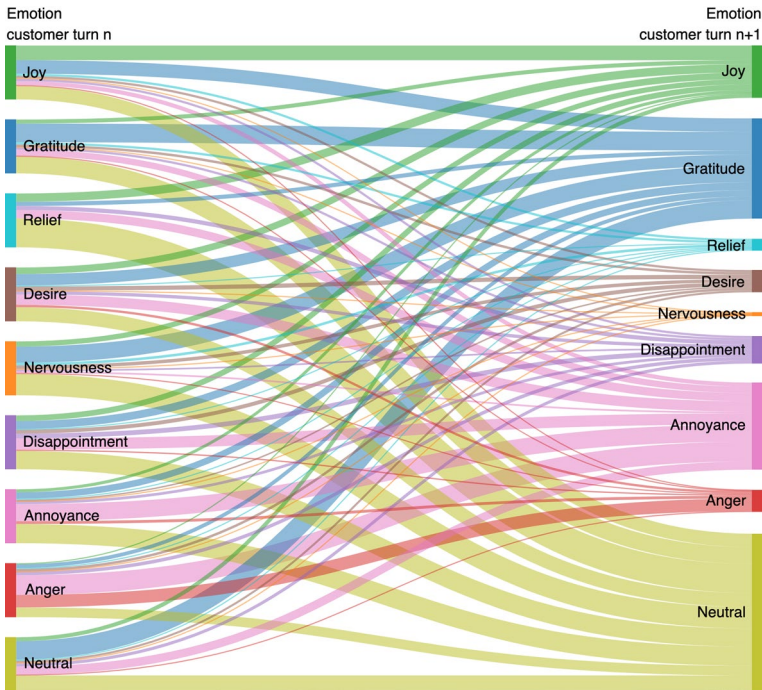 Emotion
customer turn n
Joy
Gratitude
Relief
Desire
Nervousness
Disappointment
Annoyance
Anger
Neutral
Emotion
customer turn n+1
Joy
Gratitude
Relief
Desire
Nervousness
Disappointment
Annoyance
Anger
Neutral